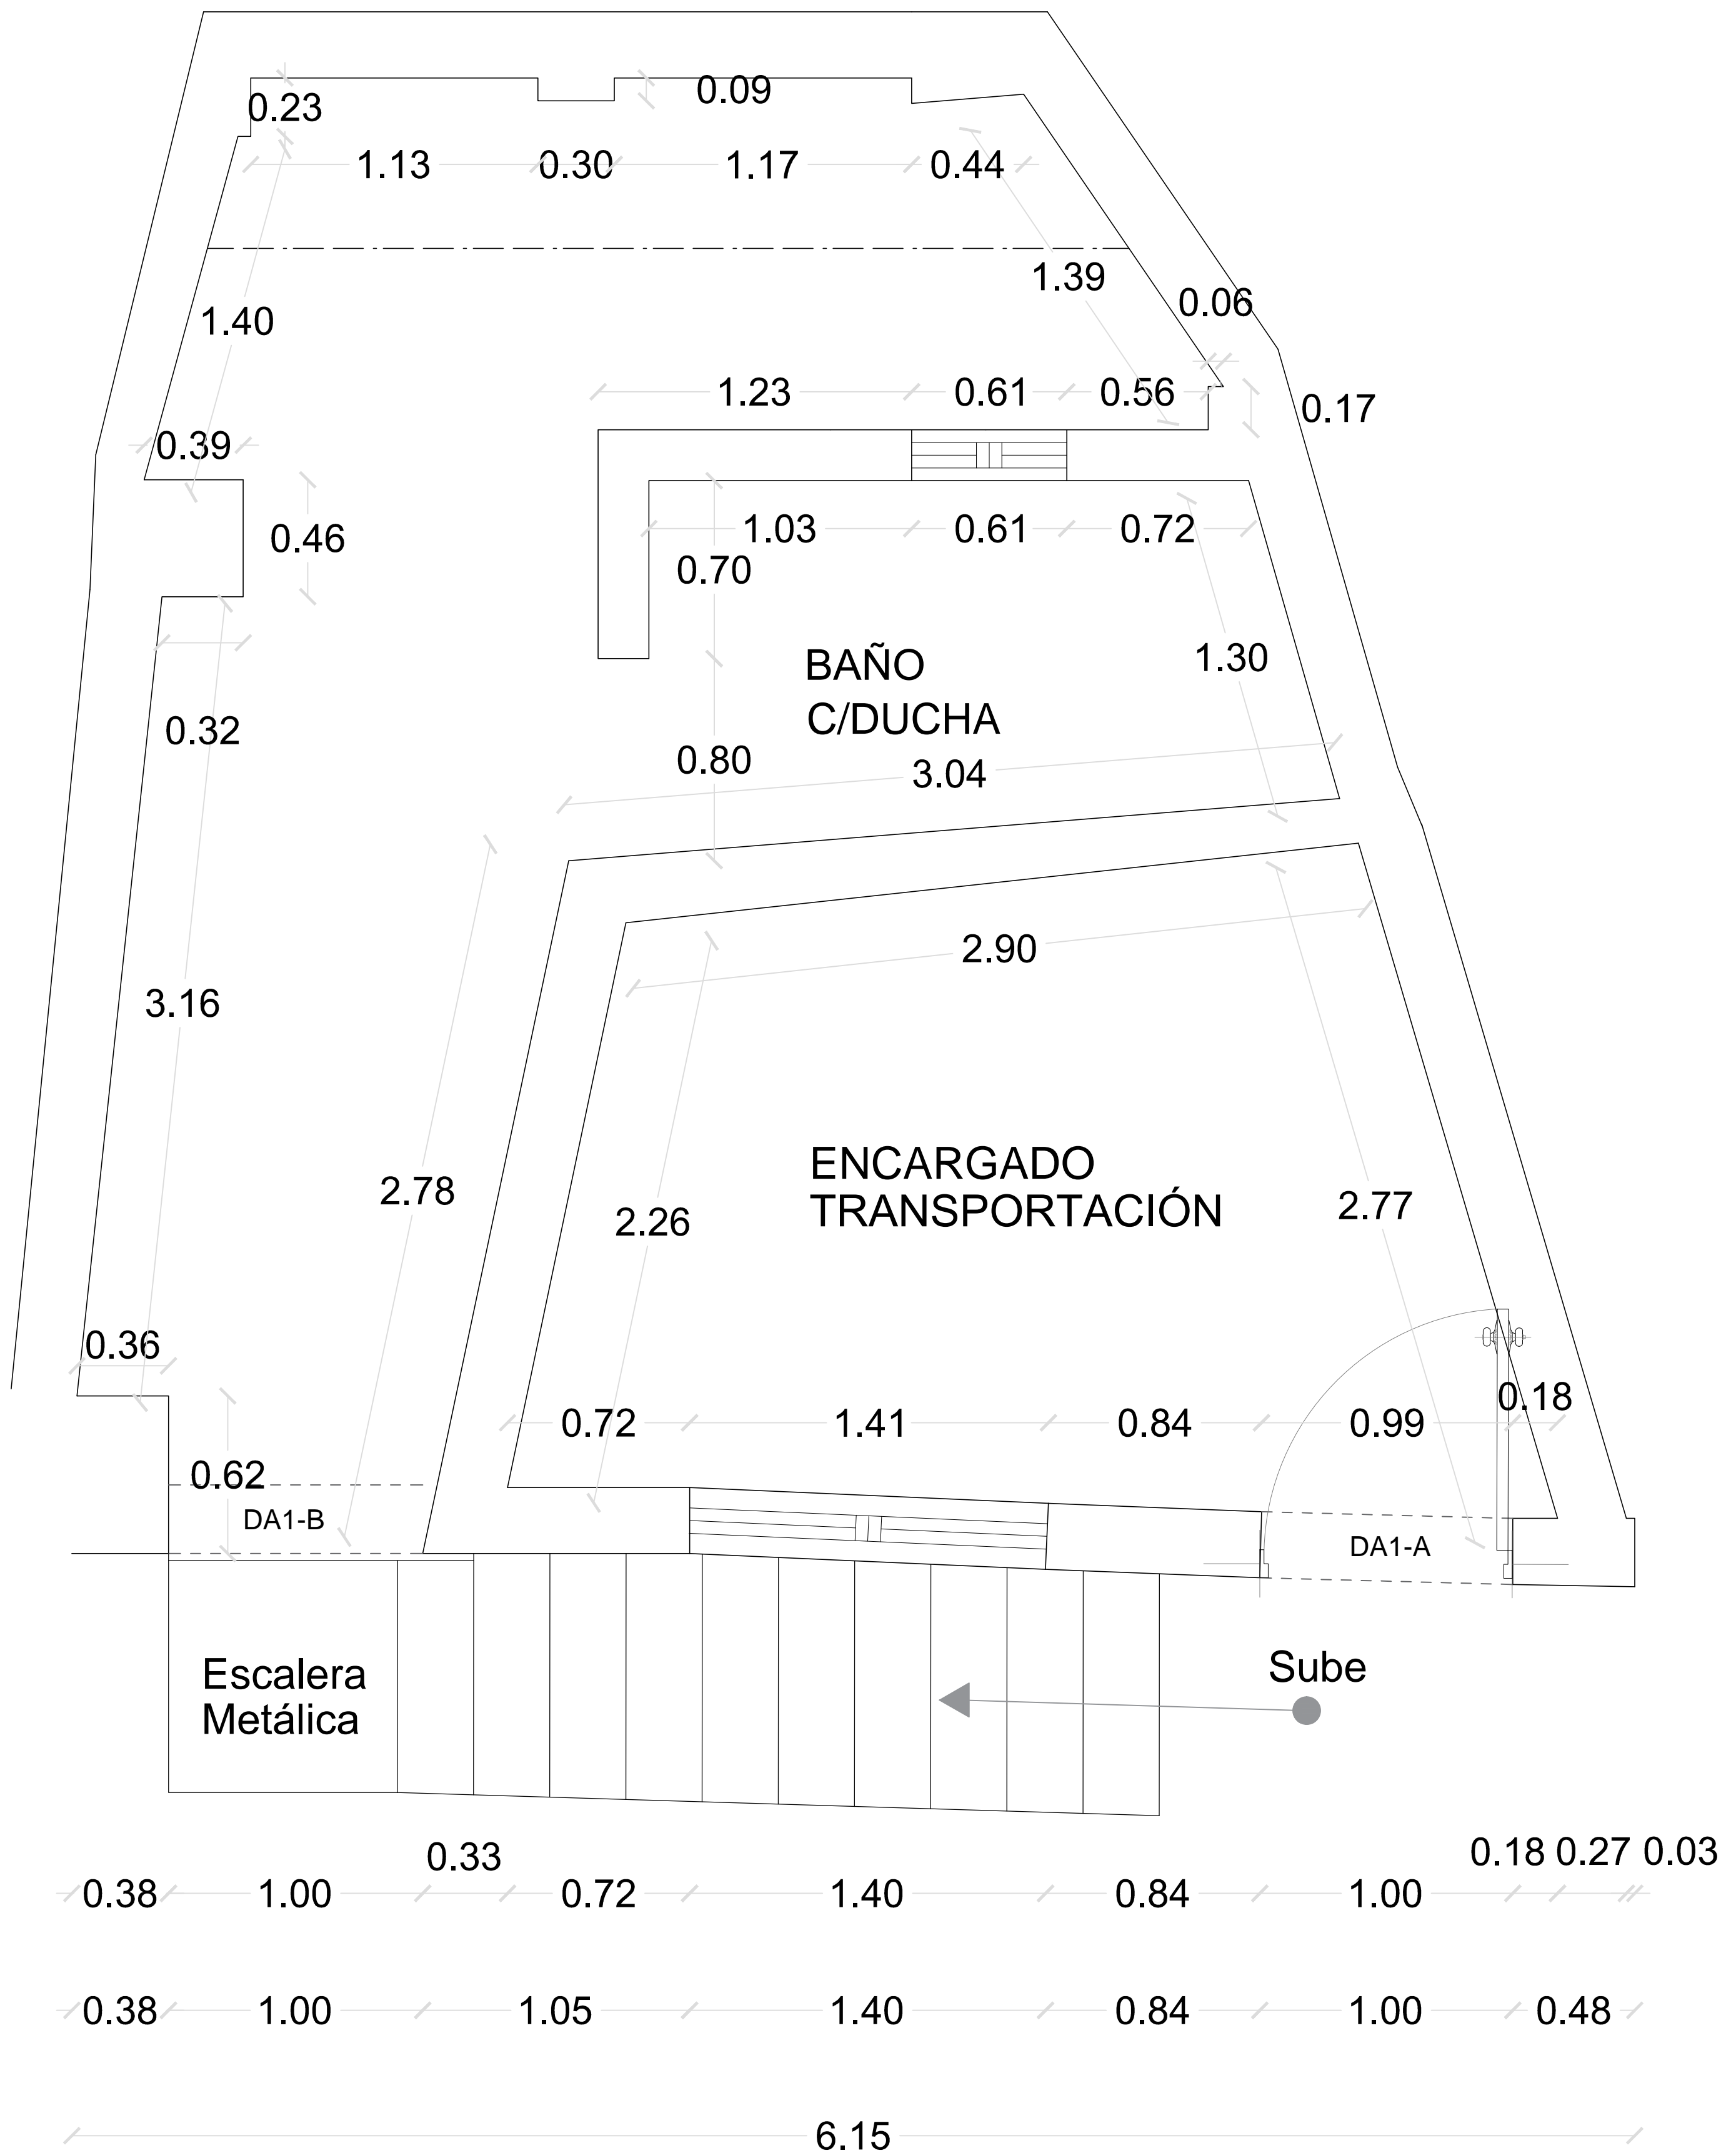 0.23
0.09
1.13 0.30 1.17 0.44
1.39
0.06
1.40
1.23 0.61 0.56
0.17
0.39
0.46
1.03 0.61 0.72
0.70
BAÑO
C/DUCHA
1.30
0.32
0.80
3.04
2.90
3.16
ENCARGADO
TRANSPORTACIÓN
2.78
2.26
2.77
0.36
0.18
0.72 1.41 0.84 0.99
0.62
DA1-B
DA1-A
Escalera
Metálica
Sube
0.33
0.18 0.27 0.03
0.38 1.00 0.72 1.40 0.84 1.00
0.38 1.00 1.05 1.40 0.84 1.00 0.48
6.15